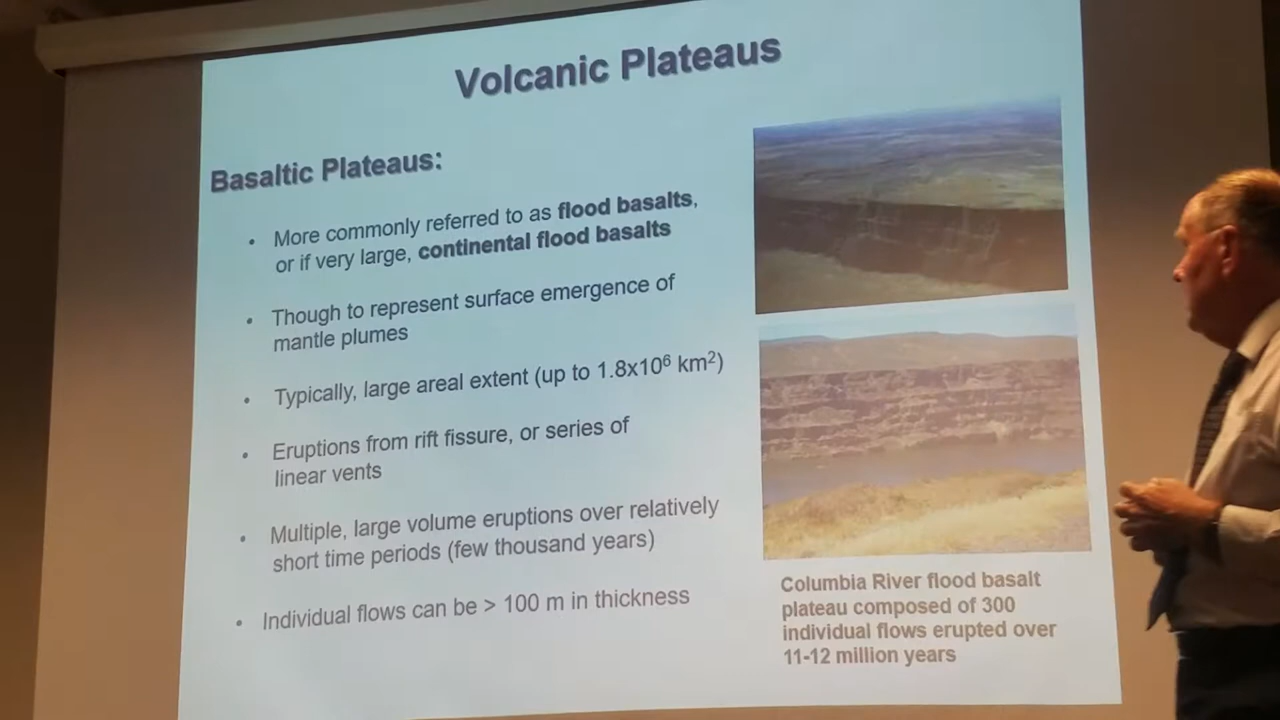 Volcanic Plateaus
Basaltic Plateaus:
• More commonly referred to as flood basalts,
or if very large, continental flood basalts
• Though to represent surface emergence of
mantle plumes
• Typically, large areal extent (up to 1.8x10⁶ km²)
• Eruptions from rift fissure, or series of
linear vents
• Multiple, large volume eruptions over relatively
short time periods (few thousand years)
• Individual flows can be > 100 m in thickness
Columbia River flood basalt
plateau composed of 300
individual flows erupted over
11-12 million years